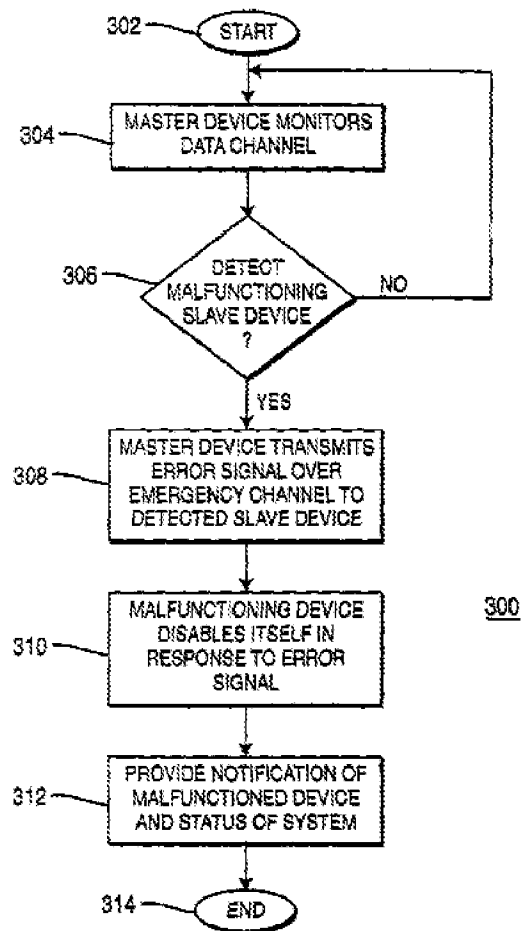 302
START
304
MASTER DEVICE MONITORS
DATA CHANNEL
306
DETECT
MALFUNCTIONING
SLAVE DEVICE
?
NO
YES
308
MASTER DEVICE TRANSMITS
ERROR SIGNAL OVER
EMERGENCY CHANNEL TO
DETECTED SLAVE DEVICE
310
MALFUNCTIONING DEVICE
DISABLES ITSELF IN
RESPONSE TO ERROR
SIGNAL
300
312
PROVIDE NOTIFICATION OF
MALFUNCTIONED DEVICE
AND STATUS OF SYSTEM
314
END